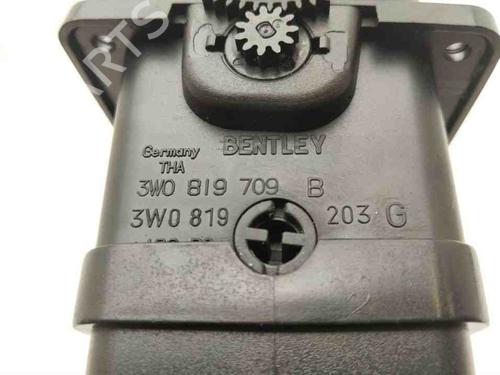 Germany BENTLEY
THA
3W0 819 709 B
3W0 819 203 G